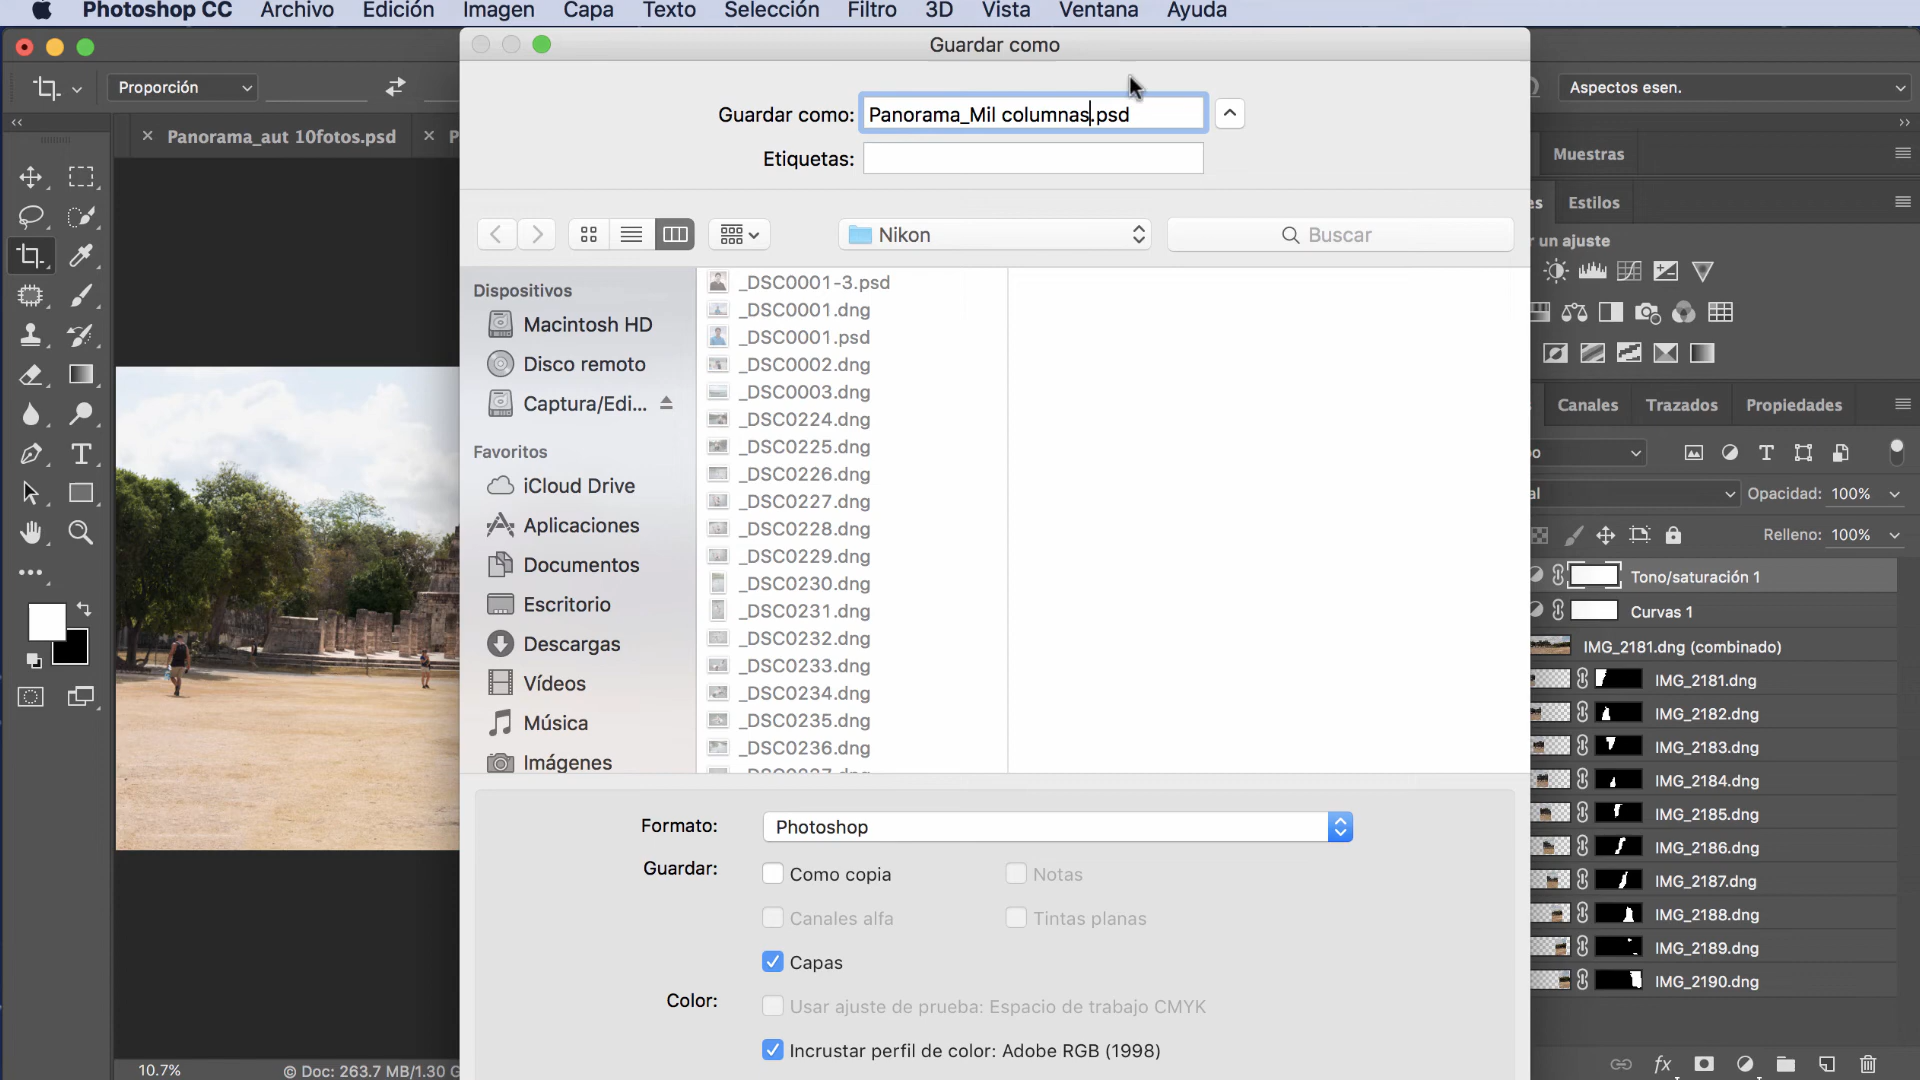 Photoshop CC Archivo Edición Imagen Capa Texto Selección Filtro 3D Vista Ventana Ayuda
Guardar como
Proporción
Aspectos esen.
Guardar como: Panorama_Mil columnas.psd
Panorama_aut 10fotos.psd
Etiquetas:
Muestras
Estilos
un ajuste
Nikon
Buscar
Dispositivos
Macintosh HD
Disco remoto
Captura/Edi...
Favoritos
iCloud Drive
Aplicaciones
Documentos
Escritorio
Descargas
Vídeos
Música
Imágenes
_DSC0001-3.psd
_DSC0001.dng
_DSC0001.psd
_DSC0002.dng
_DSC0003.dng
_DSC0224.dng
_DSC0225.dng
_DSC0226.dng
_DSC0227.dng
_DSC0228.dng
_DSC0229.dng
_DSC0230.dng
_DSC0231.dng
_DSC0232.dng
_DSC0233.dng
_DSC0234.dng
_DSC0235.dng
_DSC0236.dng
_DSC0237.dng
Formato: Photoshop
Guardar: Como copia Notas
Canales alfa Tintas planas
Capas
Color: Usar ajuste de prueba: Espacio de trabajo CMYK
Incrustar perfil de color: Adobe RGB (1998)
Canales Trazados Propiedades
Opacidad: 100%
Relleno: 100%
Tono/saturación 1
Curvas 1
IMG_2181.dng (combinado)
IMG_2181.dng
IMG_2182.dng
IMG_2183.dng
IMG_2184.dng
IMG_2185.dng
IMG_2186.dng
IMG_2187.dng
IMG_2188.dng
IMG_2189.dng
IMG_2190.dng
fx
10.7%
© Doc: 263.7 MB/1.30 G